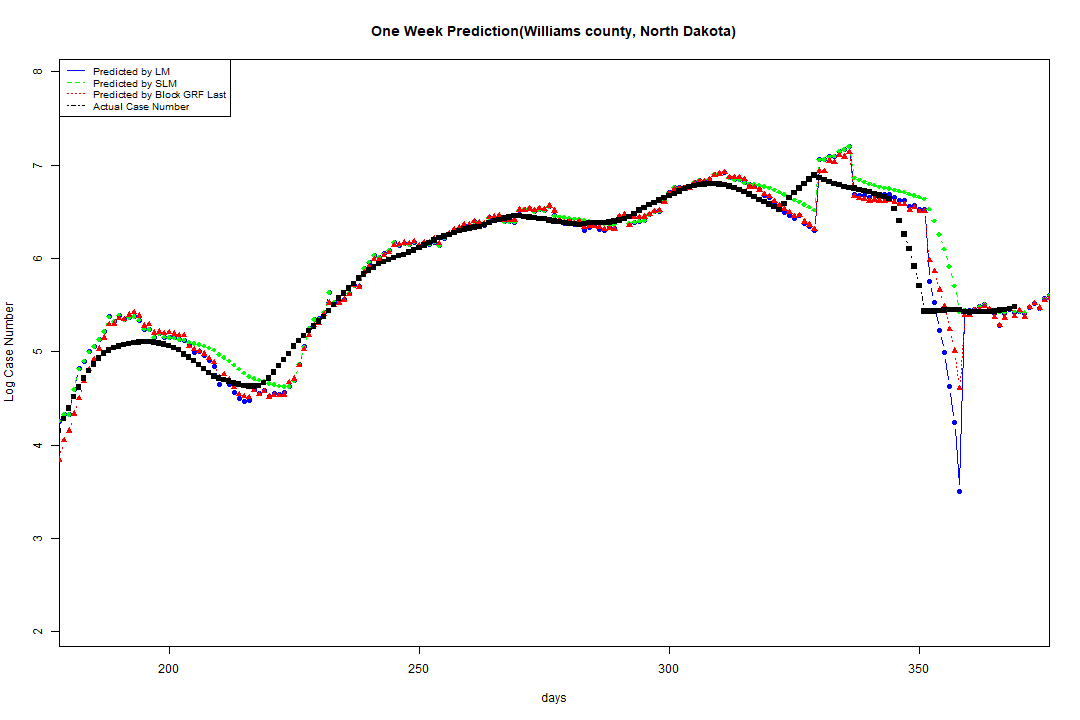 One Week Prediction(Williams county, North Dakota)
Predicted by LM
Predicted by SLM
Predicted by Block GRF Last
Actual Case Number
8
7
6
5
4
3
2
Log Case Number
200 250 300 350
days